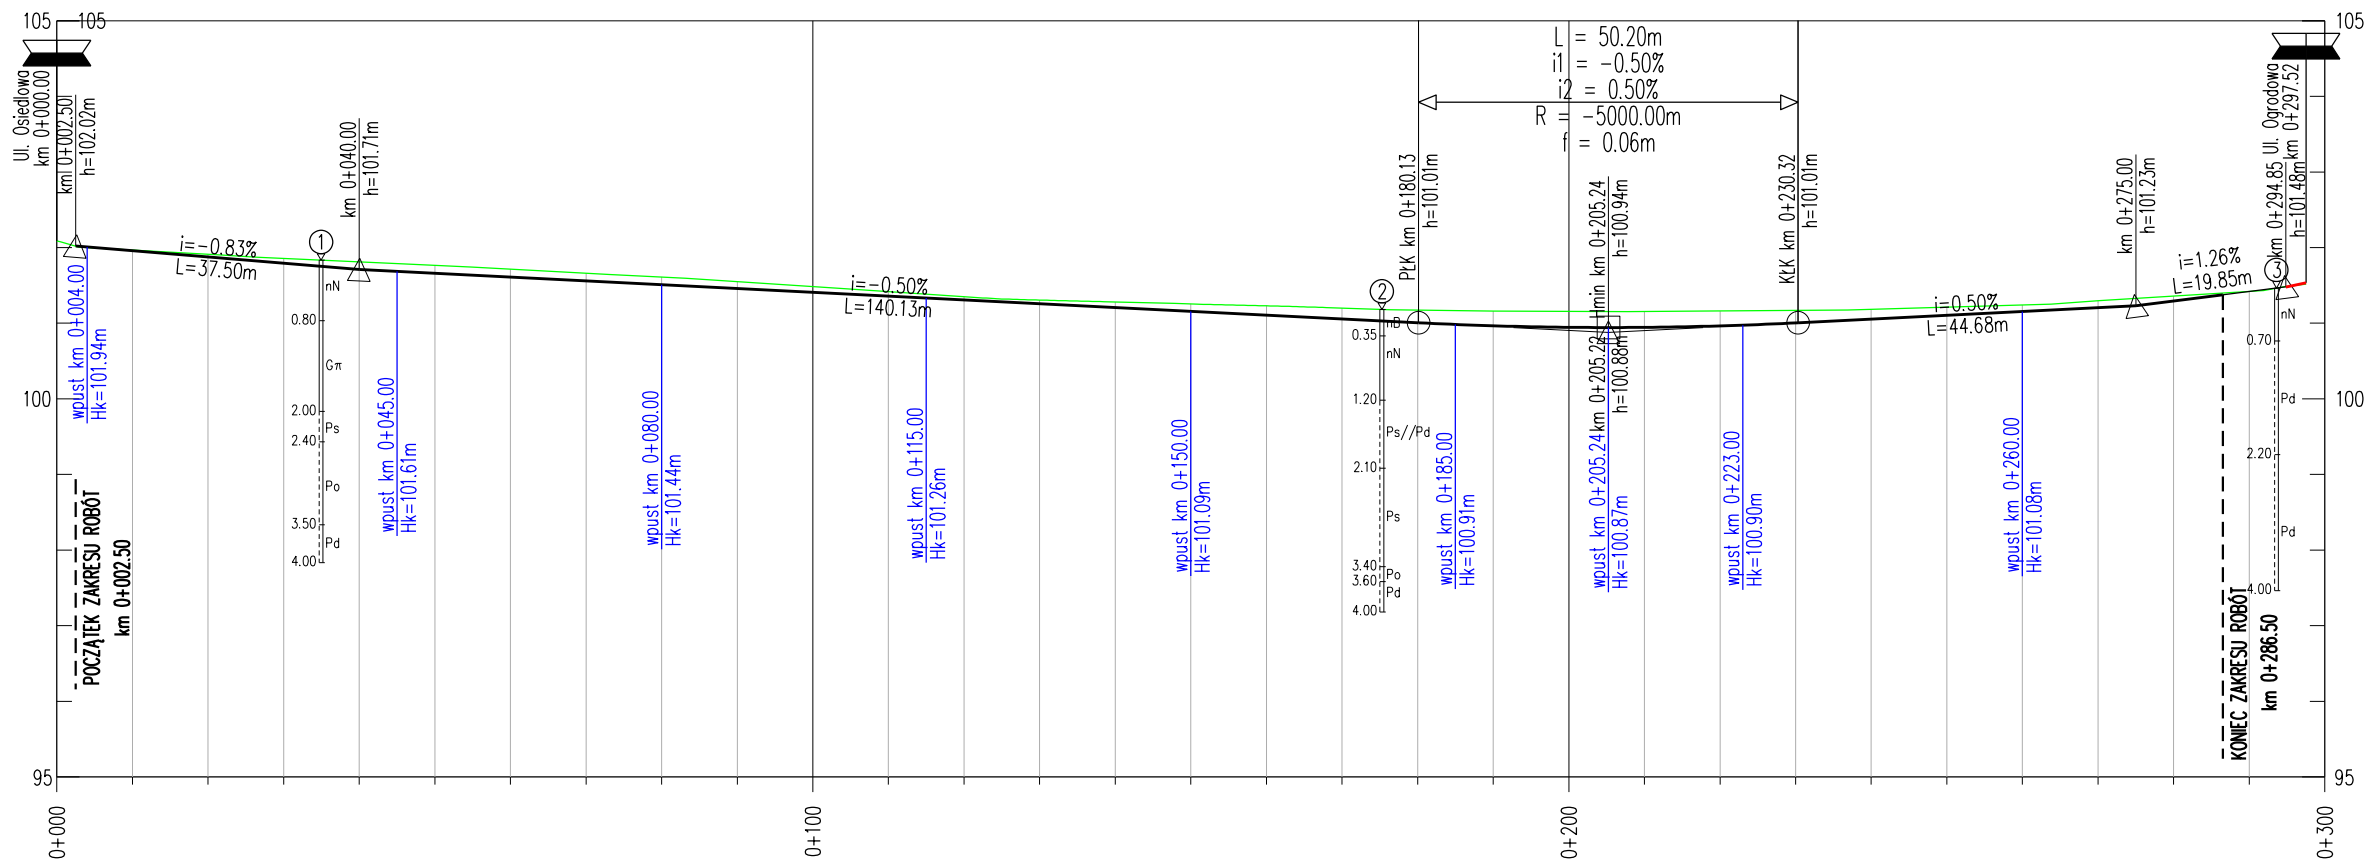 105
105
105
Ul. Osiedlowa
km 0+000.00
km 0+002.50
h=102.02m
km 0+040.00
h=101.71m
L = 50.20m
i1 = -0.50%
i2 = 0.50%
R = -5000.00m
f = 0.06m
PŁK km 0+180.13
h=101.01m
Hmin km 0+205.24
h=100.94m
KŁK km 0+230.32
h=101.01m
km 0+275.00
h=101.23m
km 0+294.85
h=101.48m
Ul. Ogrodowa
km 0+297.52
i=-0.83%
L=37.50m
i=-0.50%
L=140.13m
i=0.50%
L=44.68m
i=1.26%
L=19.85m
km 0+205.22
h=100.88m
1
nN
0.80
Gπ
2.00
Ps
2.40
Po
3.50
Pd
4.00
2
nB
0.35
nN
1.20
Ps//Pd
2.10
Ps
3.40
Po
3.60
Pd
4.00
3
nN
0.70
Pd
2.20
Pd
4.00
wpust km 0+004.00
Hk=101.94m
wpust km 0+045.00
Hk=101.61m
wpust km 0+080.00
Hk=101.44m
wpust km 0+115.00
Hk=101.26m
wpust km 0+150.00
Hk=101.09m
wpust km 0+185.00
Hk=100.91m
wpust km 0+205.24
Hk=100.87m
wpust km 0+223.00
Hk=100.90m
wpust km 0+260.00
Hk=101.08m
100
100
POCZĄTEK ZAKRESU ROBÓT
km 0+002.50
KONIEC ZAKRESU ROBÓT
km 0+286.50
95
95
0+000
0+100
0+200
0+300